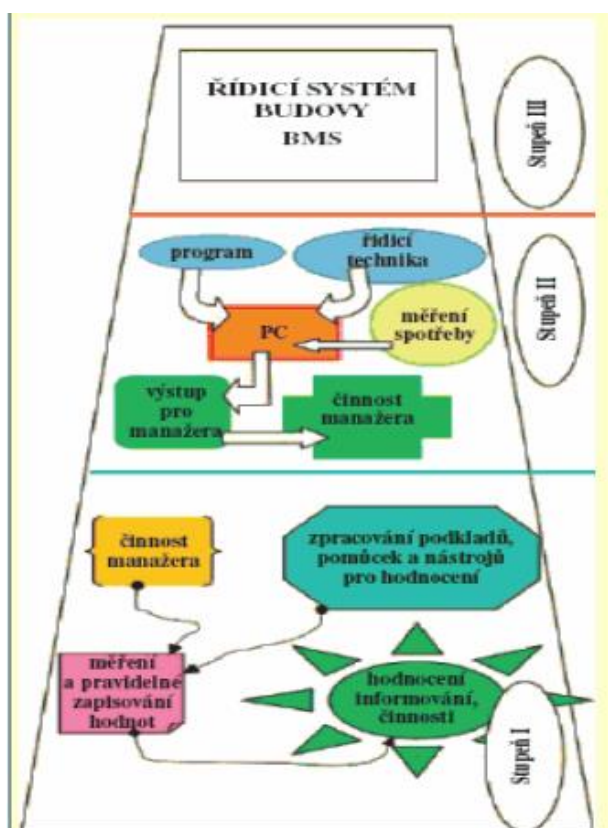 ŘÍDICÍ SYSTÉM
BUDOVY
BMS
Stupeň III
program
řídicí
technika
Stupeň II
PC
měření
spotřeby
výstup
pro
manažera
činnost
manažera
činnost
manažera
zpracování podkladů,
pomůcek a nástrojů
pro hodnocení
měření
a pravidelné
zapisování
hodnot
hodnocení
informování,
činnosti
Stupeň I